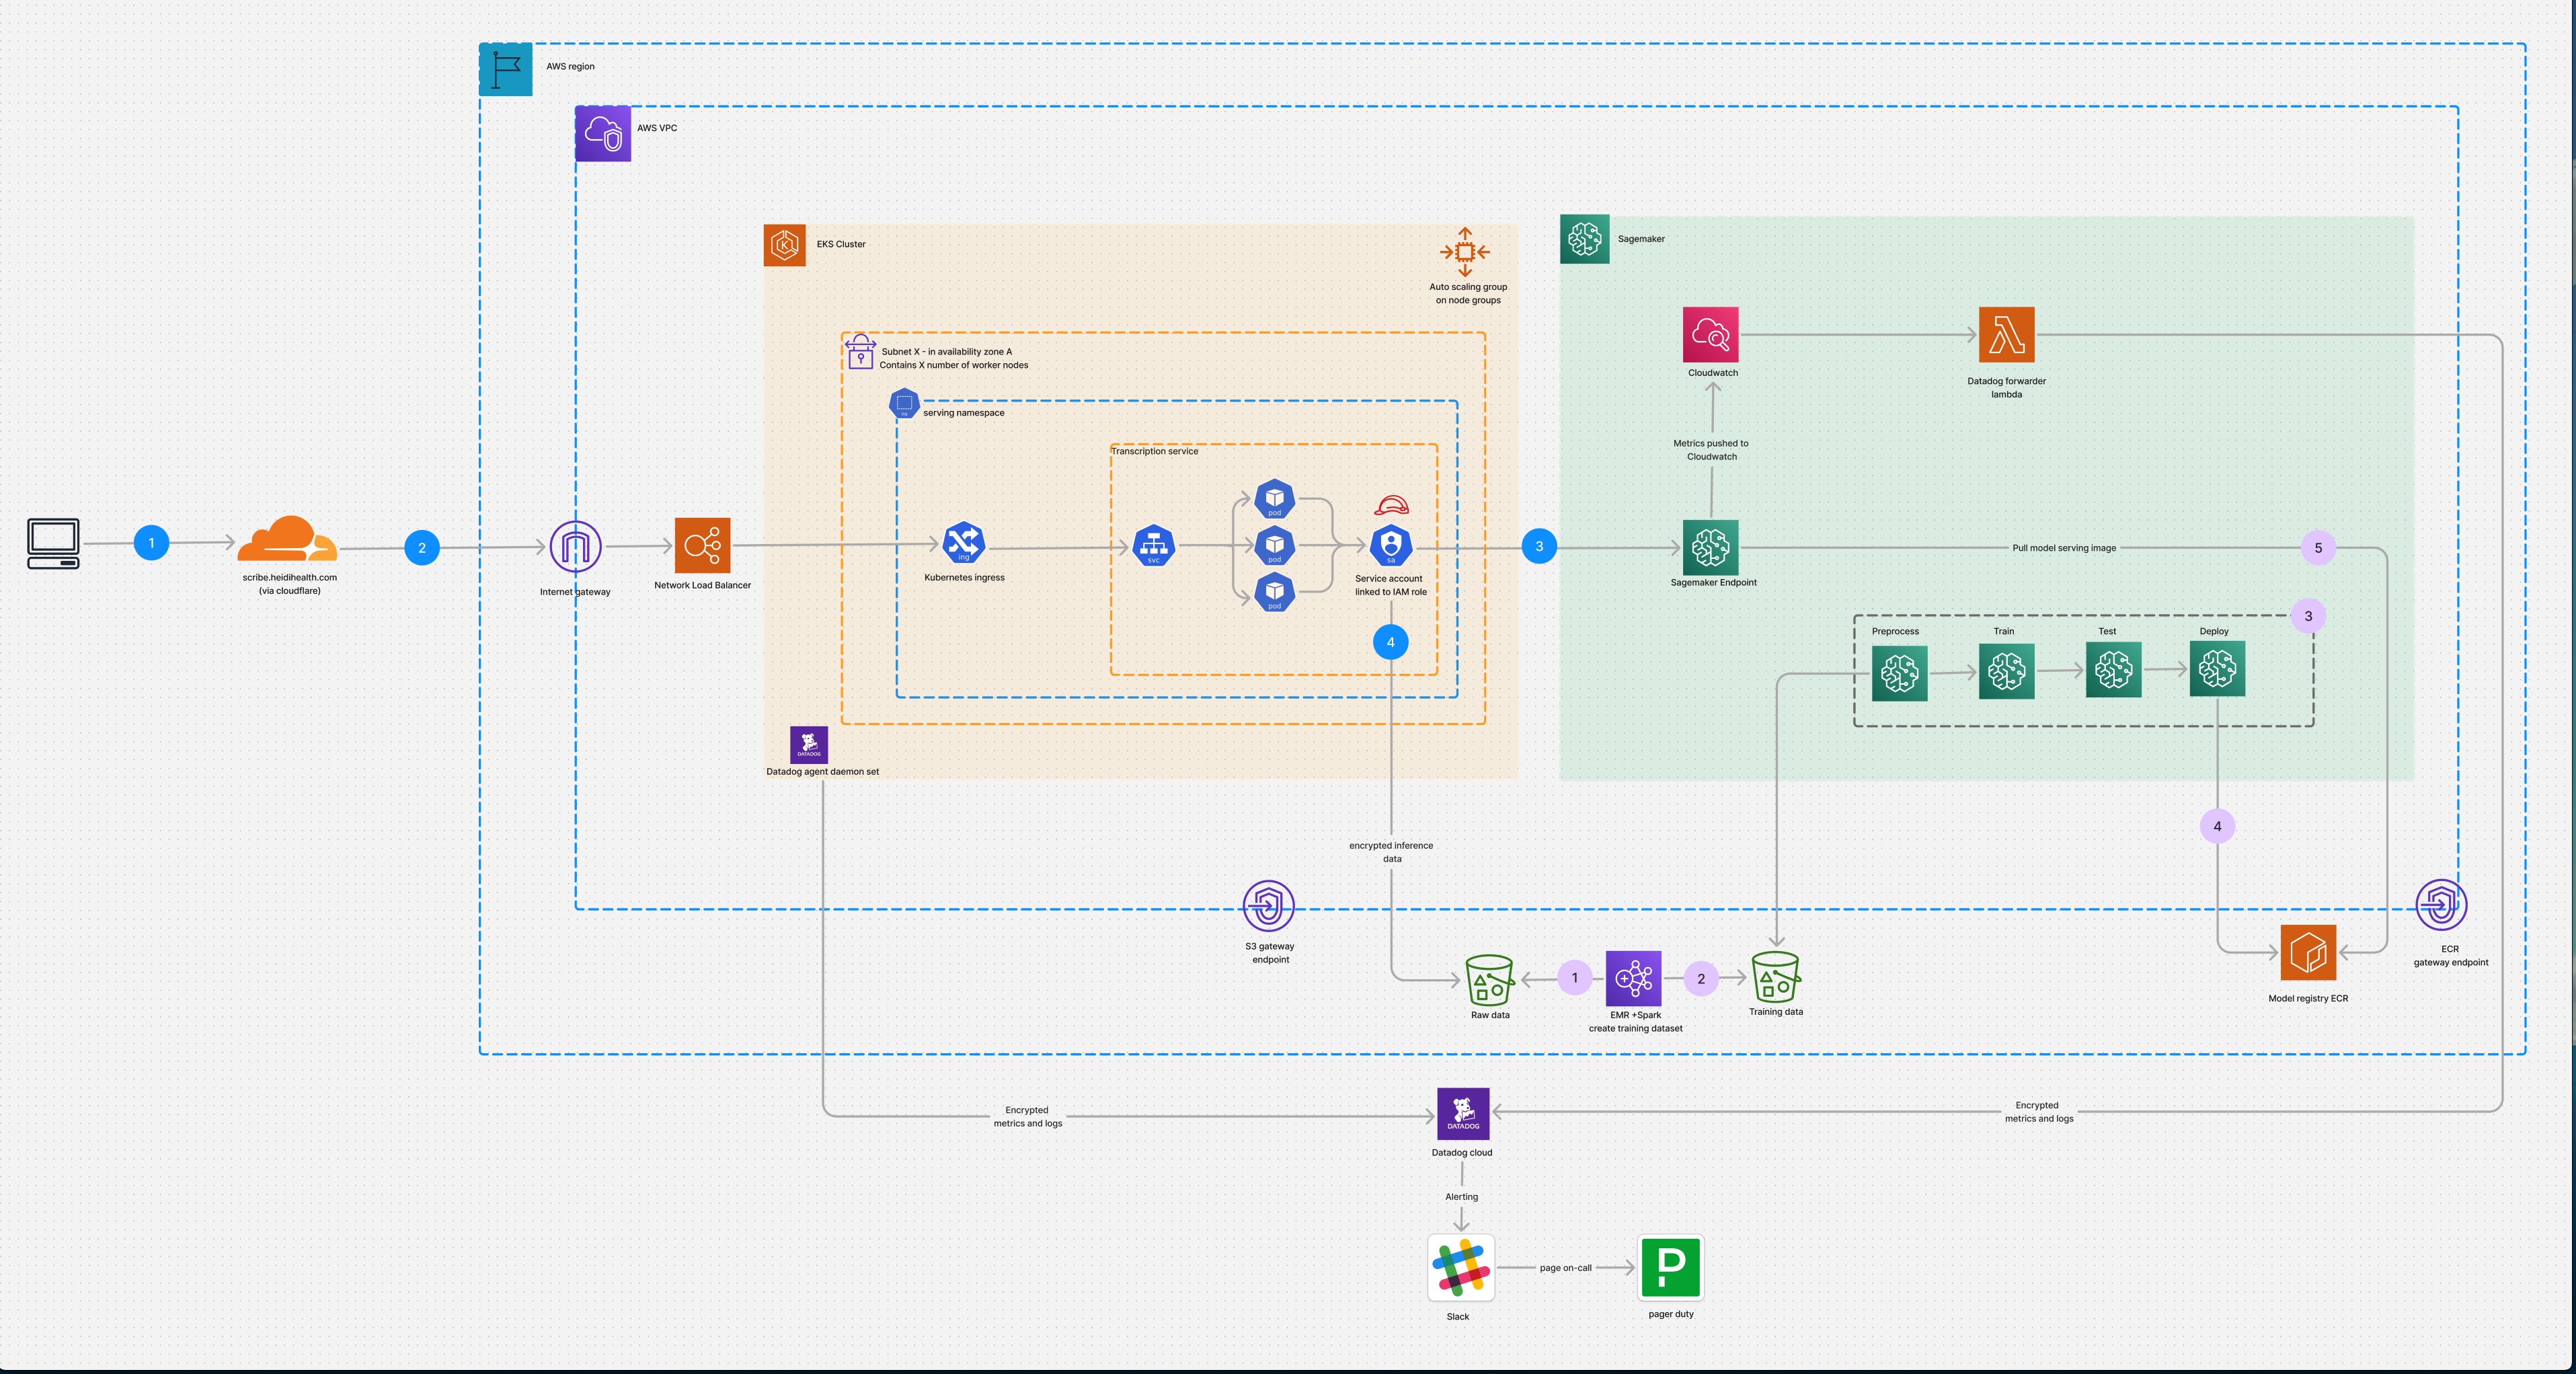 AWS region
AWS VPC
EKS Cluster
Auto scaling group
on node groups
Sagemaker
Subnet X - in availability zone A
Contains X number of worker nodes
ns
serving namespace
Transcription service
Cloudwatch
Datadog forwarder
lambda
Metrics pushed to
Cloudwatch
1
scribe.heidihealth.com
(via cloudflare)
2
Internet gateway
Network Load Balancer
ing
Kubernetes ingress
svc
pod
pod
pod
sa
Service account
linked to IAM role
3
4
Sagemaker Endpoint
Pull model serving image
5
3
Preprocess
Train
Test
Deploy
DATADOG
Datadog agent daemon set
4
encrypted inference
data
S3 gateway
endpoint
Raw data
1
EMR +Spark
create training dataset
2
Training data
Model registry ECR
ECR
gateway endpoint
Encrypted
metrics and logs
DATADOG
Datadog cloud
Encrypted
metrics and logs
Alerting
Slack
page on-call
P
pager duty